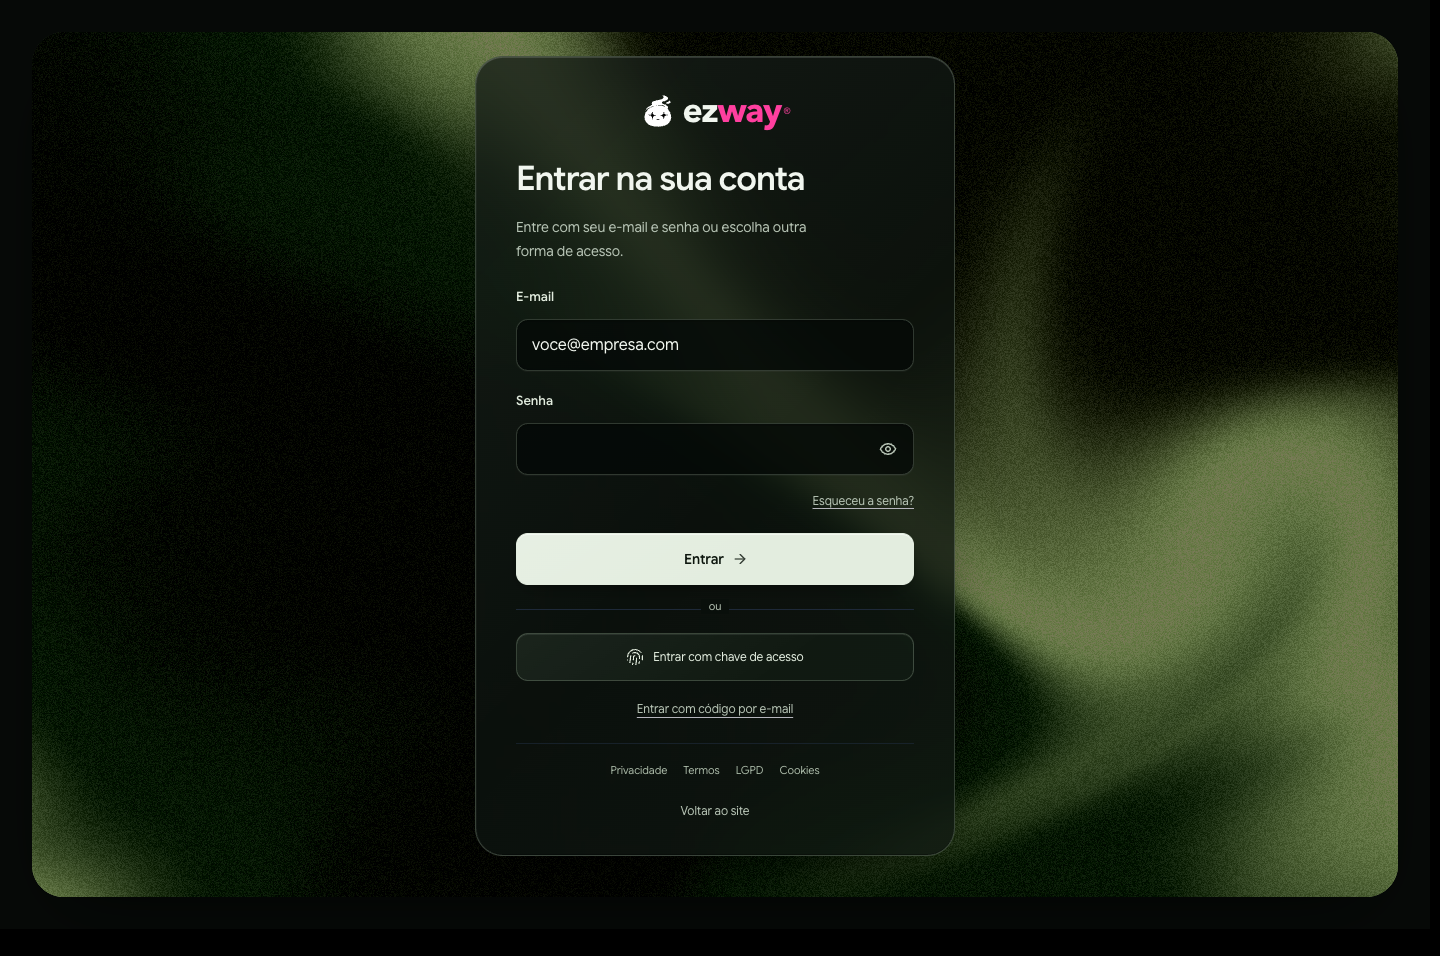 ezway®
Entrar na sua conta
Entre com seu e-mail e senha ou escolha outra
forma de acesso.
E-mail
voce@empresa.com
Senha
Esqueceu a senha?
Entrar →
ou
Entrar com chave de acesso
Entrar com código por e-mail
Privacidade Termos LGPD Cookies
Voltar ao site